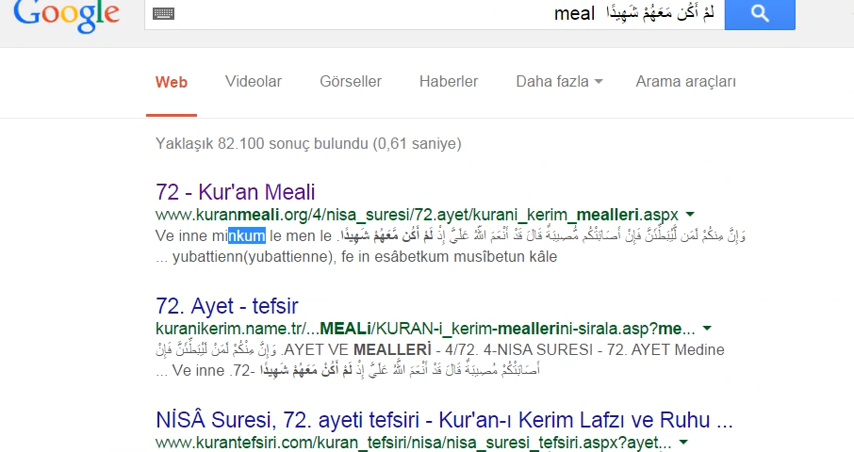 Google لَمْ أَكُن مَعَهُمْ شَهِيدًا meal
Web Videolar Görseller Haberler Daha fazla Arama araçları
Yaklaşık 82.100 sonuç bulundu (0,61 saniye)
72 - Kur'an Meali
www.kuranmeali.org/4/nisa_suresi/72.ayet/kurani_kerim_mealleri.aspx
وَإِنَّ مِنكُمْ لَمَن لَّيُبَطِّئَنَّ فَإِنْ أَصَابَتْكُم مُّصِيبَةٌ قَالَ قَدْ أَنْعَمَ اللّهُ عَلَيَّ إِذْ لَمْ أَكُن مَّعَهُمْ شَهِيدًا. Ve inne minkum le men le
yubattienn(yubattienne), fe in esâbetkum musîbetun kâle ...
72. Ayet - tefsir
kuranikerim.name.tr/...MEALi/KURAN-i_kerim-meallerini-sirala.asp?me...
AYET VE MEALLERİ - 4/72. 4-NISA SURESI - 72. AYET Medine. وَإِنَّ مِنْكُمْ لَمَنْ لَيُبَطِّئَنَّ فَإِنْ
أَصَابَتْكُمْ مُصِيبَةٌ قَالَ قَدْ أَنْعَمَ اللَّهُ عَلَيَّ إِذْ لَمْ أَكُنْ مَعَهُمْ شَهِيدًا -72. Ve inne ...
NİSÂ Suresi, 72. ayeti tefsiri - Kur'an-ı Kerim Lafzı ve Ruhu ...
www.kurantefsiri.com/kuran_tefsiri/nisa/nisa_suresi_tefsiri.aspx?ayet...